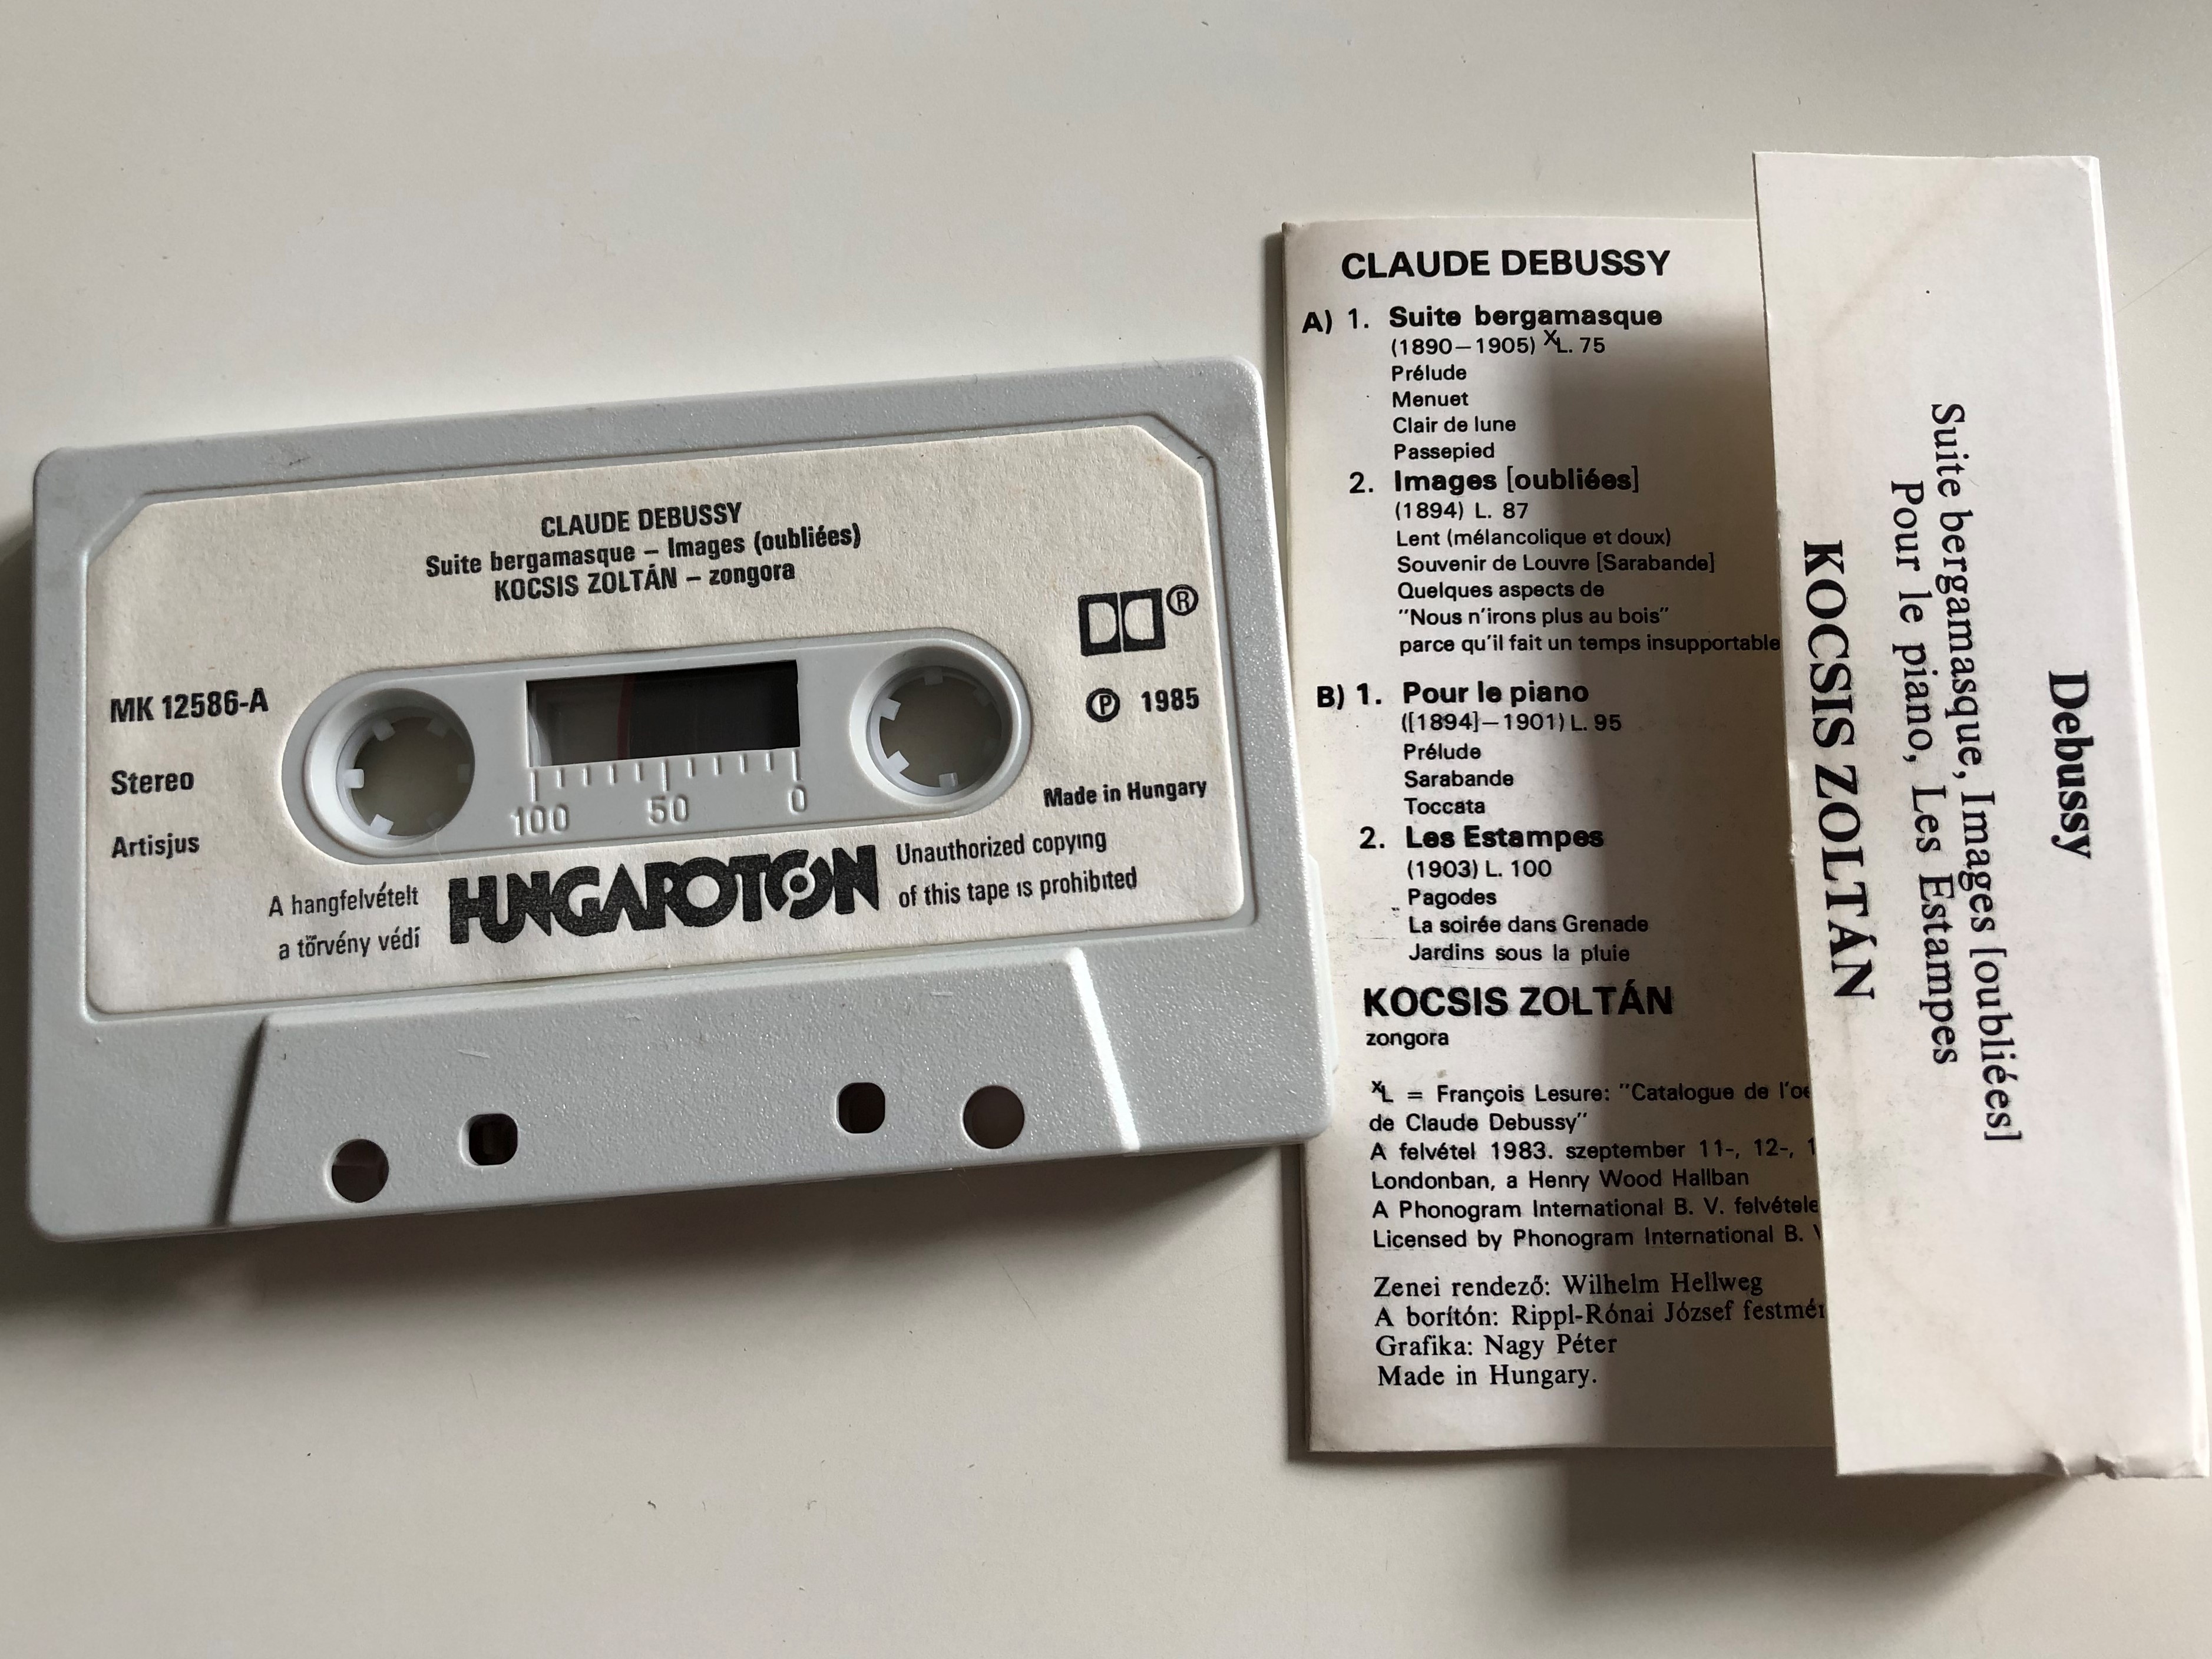 CLAUDE DEBUSSY
Suite bergamasque – Images (oubliées)
KOCSIS ZOLTÁN – zongora
®
MK 12586-A
Ⓟ 1985
Stereo
Made in Hungary
100 50 0
Artisjus
A hangfelvételt
a törvény védi
HUNGAROTON
Unauthorized copying
of this tape is prohibited
CLAUDE DEBUSSY
A) 1. Suite bergamasque
(1890–1905) ˣL. 75
Prélude
Menuet
Clair de lune
Passepied
2. Images [oubliées]
(1894) L. 87
Lent (mélancolique et doux)
Souvenir de Louvre [Sarabande]
Quelques aspects de
"Nous n'irons plus au bois"
parce qu'il fait un temps insupportable
B) 1. Pour le piano
([1894]–1901) L. 95
Prélude
Sarabande
Toccata
2. Les Estampes
(1903) L. 100
Pagodes
La soirée dans Grenade
Jardins sous la pluie
KOCSIS ZOLTÁN
zongora
ˣL = François Lesure: "Catalogue de l'
de Claude Debussy"
A felvétel 1983. szeptember 11-, 12-, 1
Londonban, a Henry Wood Hallban
A Phonogram International B. V. felvétele
Licensed by Phonogram International B.
Zenei rendező: Wilhelm Hellweg
A borítón: Rippl-Rónai József
Grafika: Nagy Péter
Made in Hungary.
Debussy
Suite bergamasque, Images [oubliées]
Pour le piano, Les Estampes
KOCSIS ZOLTÁN